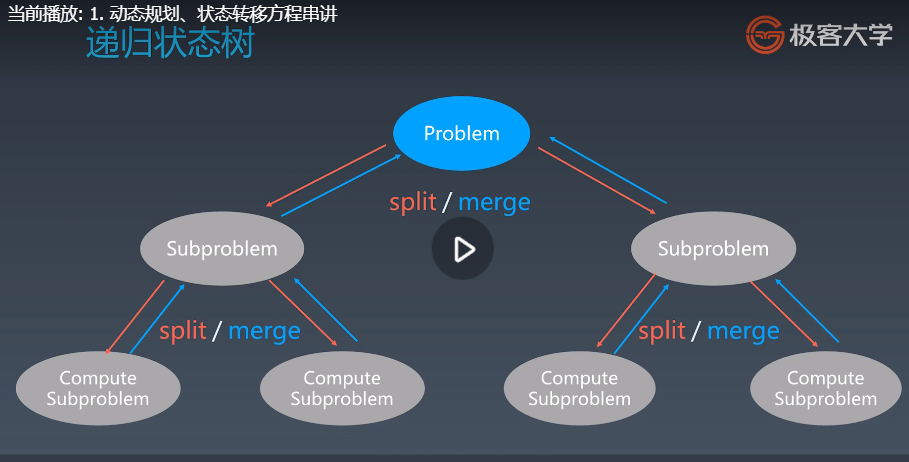 当前播放: 1. 动态规划、状态转移方程串讲
递归状态树
极客大学
Problem
split / merge
Subproblem
Subproblem
split / merge
split / merge
Compute
Subproblem
Compute
Subproblem
Compute
Subproblem
Compute
Subproblem